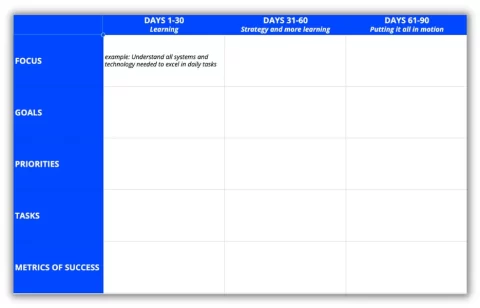 DAYS 1-30
Learning
DAYS 31-60
Strategy and more learning
DAYS 61-90
Putting it all in motion
FOCUS
example: Understand all systems and
technology needed to excel in daily tasks
GOALS
PRIORITIES
TASKS
METRICS OF SUCCESS